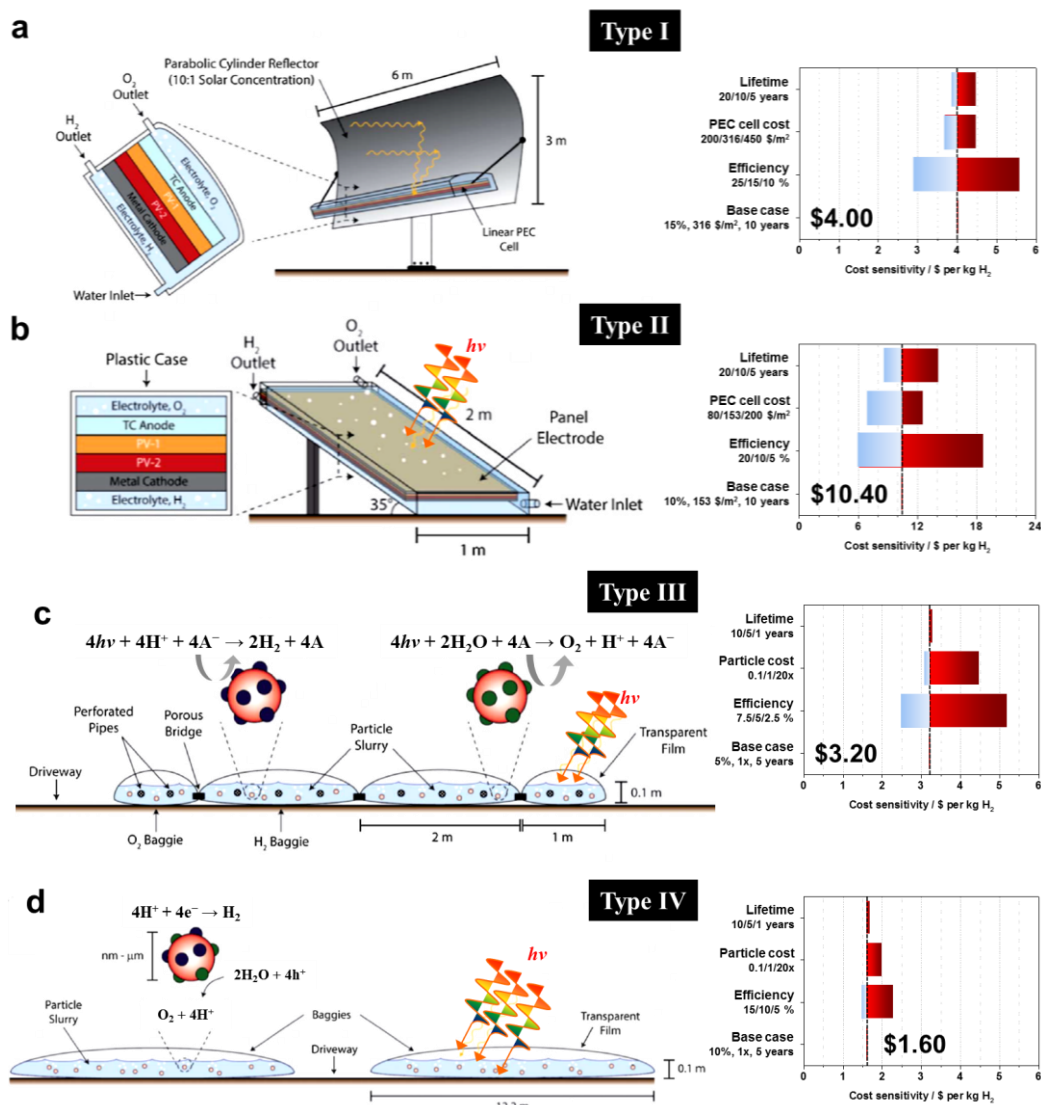 a
Type I
Parabolic Cylinder Reflector
(10:1 Solar Concentration)
6 m
3 m
O₂
Outlet
H₂
Outlet
Electrolyte, O₂
TC Anode
PV-1
PV-2
Metal Cathode
Electrolyte, H₂
Water Inlet
Linear PEC
Cell
Lifetime
20/10/5 years
PEC cell cost
200/316/450 $/m²
Efficiency
25/15/10 %
Base case
15%, 316 $/m², 10 years
$4.00
0 1 2 3 4 5 6
Cost sensitivity / $ per kg H₂
b
Type II
Plastic Case
Electrolyte, O₂
TC Anode
PV-1
PV-2
Metal Cathode
Electrolyte, H₂
H₂
Outlet
O₂
Outlet
hv
2 m
Panel
Electrode
Water Inlet
35°
1 m
Lifetime
20/10/5 years
PEC cell cost
80/153/200 $/m²
Efficiency
20/10/5 %
Base case
10%, 153 $/m², 10 years
$10.40
0 6 12 18 24
Cost sensitivity / $ per kg H₂
c
Type III
4hv + 4H⁺ + 4A⁻ → 2H₂ + 4A
4hv + 2H₂O + 4A → O₂ + H⁺ + 4A⁻
hv
Perforated
Pipes
Porous
Bridge
Particle
Slurry
Transparent
Film
Driveway
0.1 m
O₂ Baggie
H₂ Baggie
2 m
1 m
Lifetime
10/5/1 years
Particle cost
0.1/1/20x
Efficiency
7.5/5/2.5 %
Base case
5%, 1x, 5 years
$3.20
0 1 2 3 4 5 6
Cost sensitivity / $ per kg H₂
d
Type IV
4H⁺ + 4e⁻ → H₂
nm - μm
2H₂O + 4h⁺
O₂ + 4H⁺
hv
Particle
Slurry
Baggies
Driveway
Transparent
Film
0.1 m
Lifetime
10/5/1 years
Particle cost
0.1/1/20x
Efficiency
15/10/5 %
Base case
10%, 1x, 5 years
$1.60
0 1 2 3 4 5 6
Cost sensitivity / $ per kg H₂